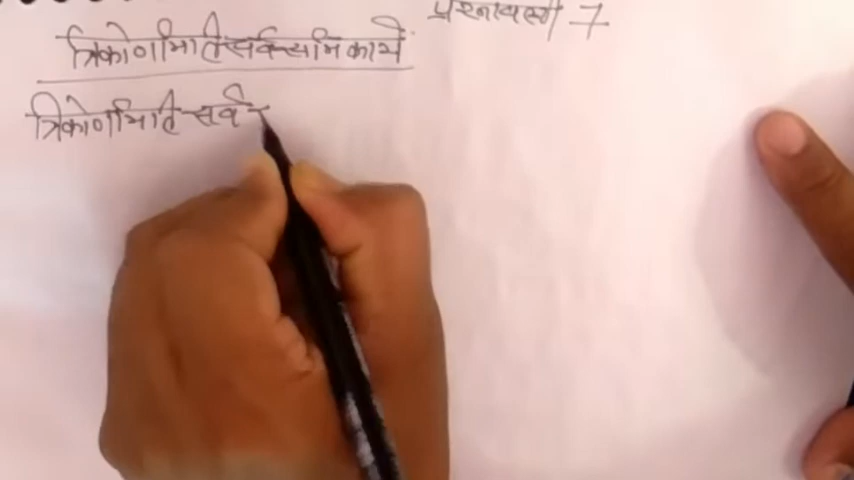 प्रश्नावली 7
त्रिकोणमिति सर्वसमिकायें
त्रिकोणमिति सर्व